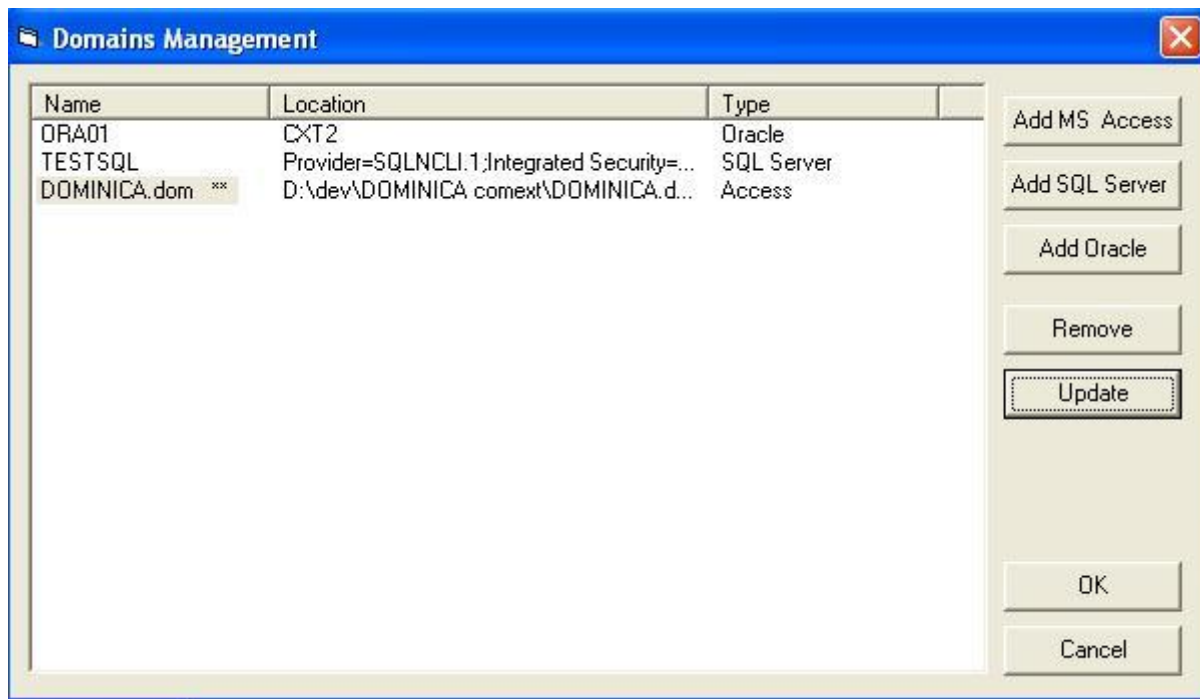 Domains Management
Name Location Type
ORA01 CXT2 Oracle
TESTSQL Provider=SQLNCLI.1;Integrated Security=... SQL Server
DOMINICA.dom ** D:\dev\DOMINICA comext\DOMINICA.d... Access
Add MS Access
Add SQL Server
Add Oracle
Remove
Update
OK
Cancel